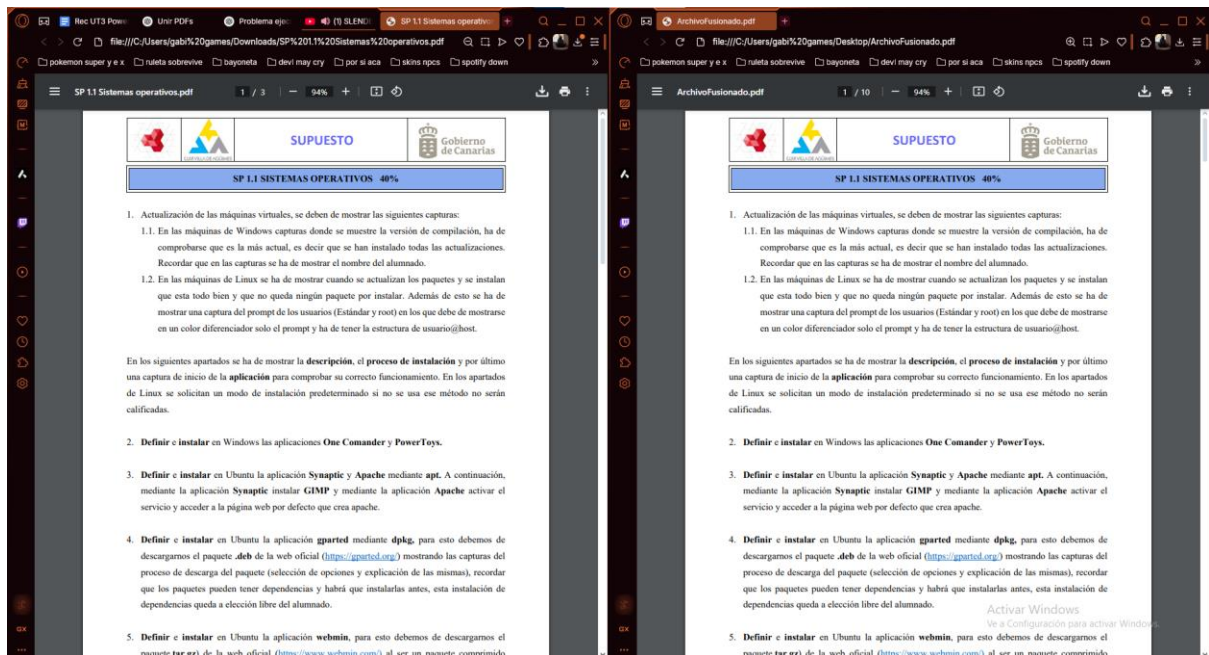 Rec UT3 Powe
Unir PDFs
Problema ejec
(1) SLEND
SP 1.1 Sistemas operativo
file:///C:/Users/gabi%20games/Downloads/SP%201.1%20Sistemas%20operativos.pdf
pokemon super y e x
ruleta sobrevive
bayoneta
devl may cry
por si aca
skins npcs
spotify down
SP 1.1 Sistemas operativos.pdf
1 / 3
94%
SUPUESTO
Gobierno
de Canarias
SP 1.1 SISTEMAS OPERATIVOS 40%
1. Actualización de las máquinas virtuales, se deben de mostrar las siguientes capturas:
1.1. En las máquinas de Windows capturas donde se muestre la versión de compilación, ha de
comprobarse que es la más actual, es decir que se han instalado todas las actualizaciones.
Recordar que en las capturas se ha de mostrar el nombre del alumnado.
1.2. En las máquinas de Linux se ha de mostrar cuando se actualizan los paquetes y se instalan
que esta todo bien y que no queda ningún paquete por instalar. Además de esto se ha de
mostrar una captura del prompt de los usuarios (Estándar y root) en los que debe de mostrarse
en un color diferenciador solo el prompt y ha de tener la estructura de usuario@host.
En los siguientes apartados se ha de mostrar la descripción, el proceso de instalación y por último
una captura de inicio de la aplicación para comprobar su correcto funcionamiento. En los apartados
de Linux se solicitan un modo de instalación predeterminado si no se usa ese método no serán
calificadas.
2. Definir e instalar en Windows las aplicaciones One Comander y PowerToys.
3. Definir e instalar en Ubuntu la aplicación Synaptic y Apache mediante apt. A continuación,
mediante la aplicación Synaptic instalar GIMP y mediante la aplicación Apache activar el
servicio y acceder a la página web por defecto que crea apache.
4. Definir e instalar en Ubuntu la aplicación gparted mediante dpkg, para esto debemos de
descargarnos el paquete .deb de la web oficial (https://gparted.org/) mostrando las capturas del
proceso de descarga del paquete (selección de opciones y explicación de las mismas), recordar
que los paquetes pueden tener dependencias y habrá que instalarlas antes, esta instalación de
dependencias queda a elección libre del alumnado.
5. Definir e instalar en Ubuntu la aplicación webmin, para esto debemos de descargarnos el
paquete tar.gz) de la web oficial (https://www.webmin.com/) al ser un paquete comprimido
ArchivoFusionado.pdf
file:///C:/Users/gabi%20games/Desktop/ArchivoFusionado.pdf
pokemon super y e x
ruleta sobrevive
bayoneta
devl may cry
por si aca
skins npcs
spotify down
ArchivoFusionado.pdf
1 / 10
94%
SUPUESTO
Gobierno
de Canarias
SP 1.1 SISTEMAS OPERATIVOS 40%
1. Actualización de las máquinas virtuales, se deben de mostrar las siguientes capturas:
1.1. En las máquinas de Windows capturas donde se muestre la versión de compilación, ha de
comprobarse que es la más actual, es decir que se han instalado todas las actualizaciones.
Recordar que en las capturas se ha de mostrar el nombre del alumnado.
1.2. En las máquinas de Linux se ha de mostrar cuando se actualizan los paquetes y se instalan
que esta todo bien y que no queda ningún paquete por instalar. Además de esto se ha de
mostrar una captura del prompt de los usuarios (Estándar y root) en los que debe de mostrarse
en un color diferenciador solo el prompt y ha de tener la estructura de usuario@host.
En los siguientes apartados se ha de mostrar la descripción, el proceso de instalación y por último
una captura de inicio de la aplicación para comprobar su correcto funcionamiento. En los apartados
de Linux se solicitan un modo de instalación predeterminado si no se usa ese método no serán
calificadas.
2. Definir e instalar en Windows las aplicaciones One Comander y PowerToys.
3. Definir e instalar en Ubuntu la aplicación Synaptic y Apache mediante apt. A continuación,
mediante la aplicación Synaptic instalar GIMP y mediante la aplicación Apache activar el
servicio y acceder a la página web por defecto que crea apache.
4. Definir e instalar en Ubuntu la aplicación gparted mediante dpkg, para esto debemos de
descargarnos el paquete .deb de la web oficial (https://gparted.org/) mostrando las capturas del
proceso de descarga del paquete (selección de opciones y explicación de las mismas), recordar
que los paquetes pueden tener dependencias y habrá que instalarlas antes, esta instalación de
dependencias queda a elección libre del alumnado.
Activar Windows
Ve a Configuración para activar Windows.
5. Definir e instalar en Ubuntu la aplicación webmin, para esto debemos de descargarnos el
paquete tar.gz) de la web oficial (https://www.webmin.com/) al ser un paquete comprimido